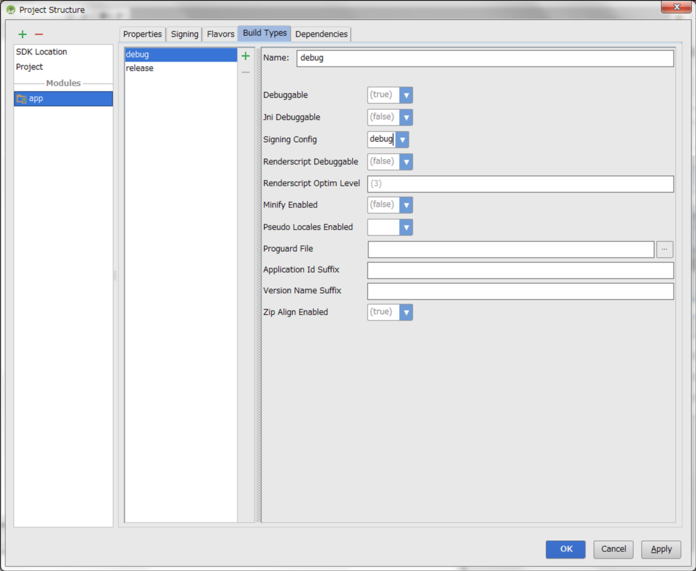 Project Structure
Properties Signing Flavors Build Types Dependencies
SDK Location
Project
Modules
app
debug
release
Name: debug
Debuggable (true)
Jni Debuggable (false)
Signing Config debug
Renderscript Debuggable (false)
Renderscript Optim Level (3)
Minify Enabled (false)
Pseudo Locales Enabled
Proguard File ...
Application Id Suffix
Version Name Suffix
Zip Align Enabled (true)
OK Cancel Apply